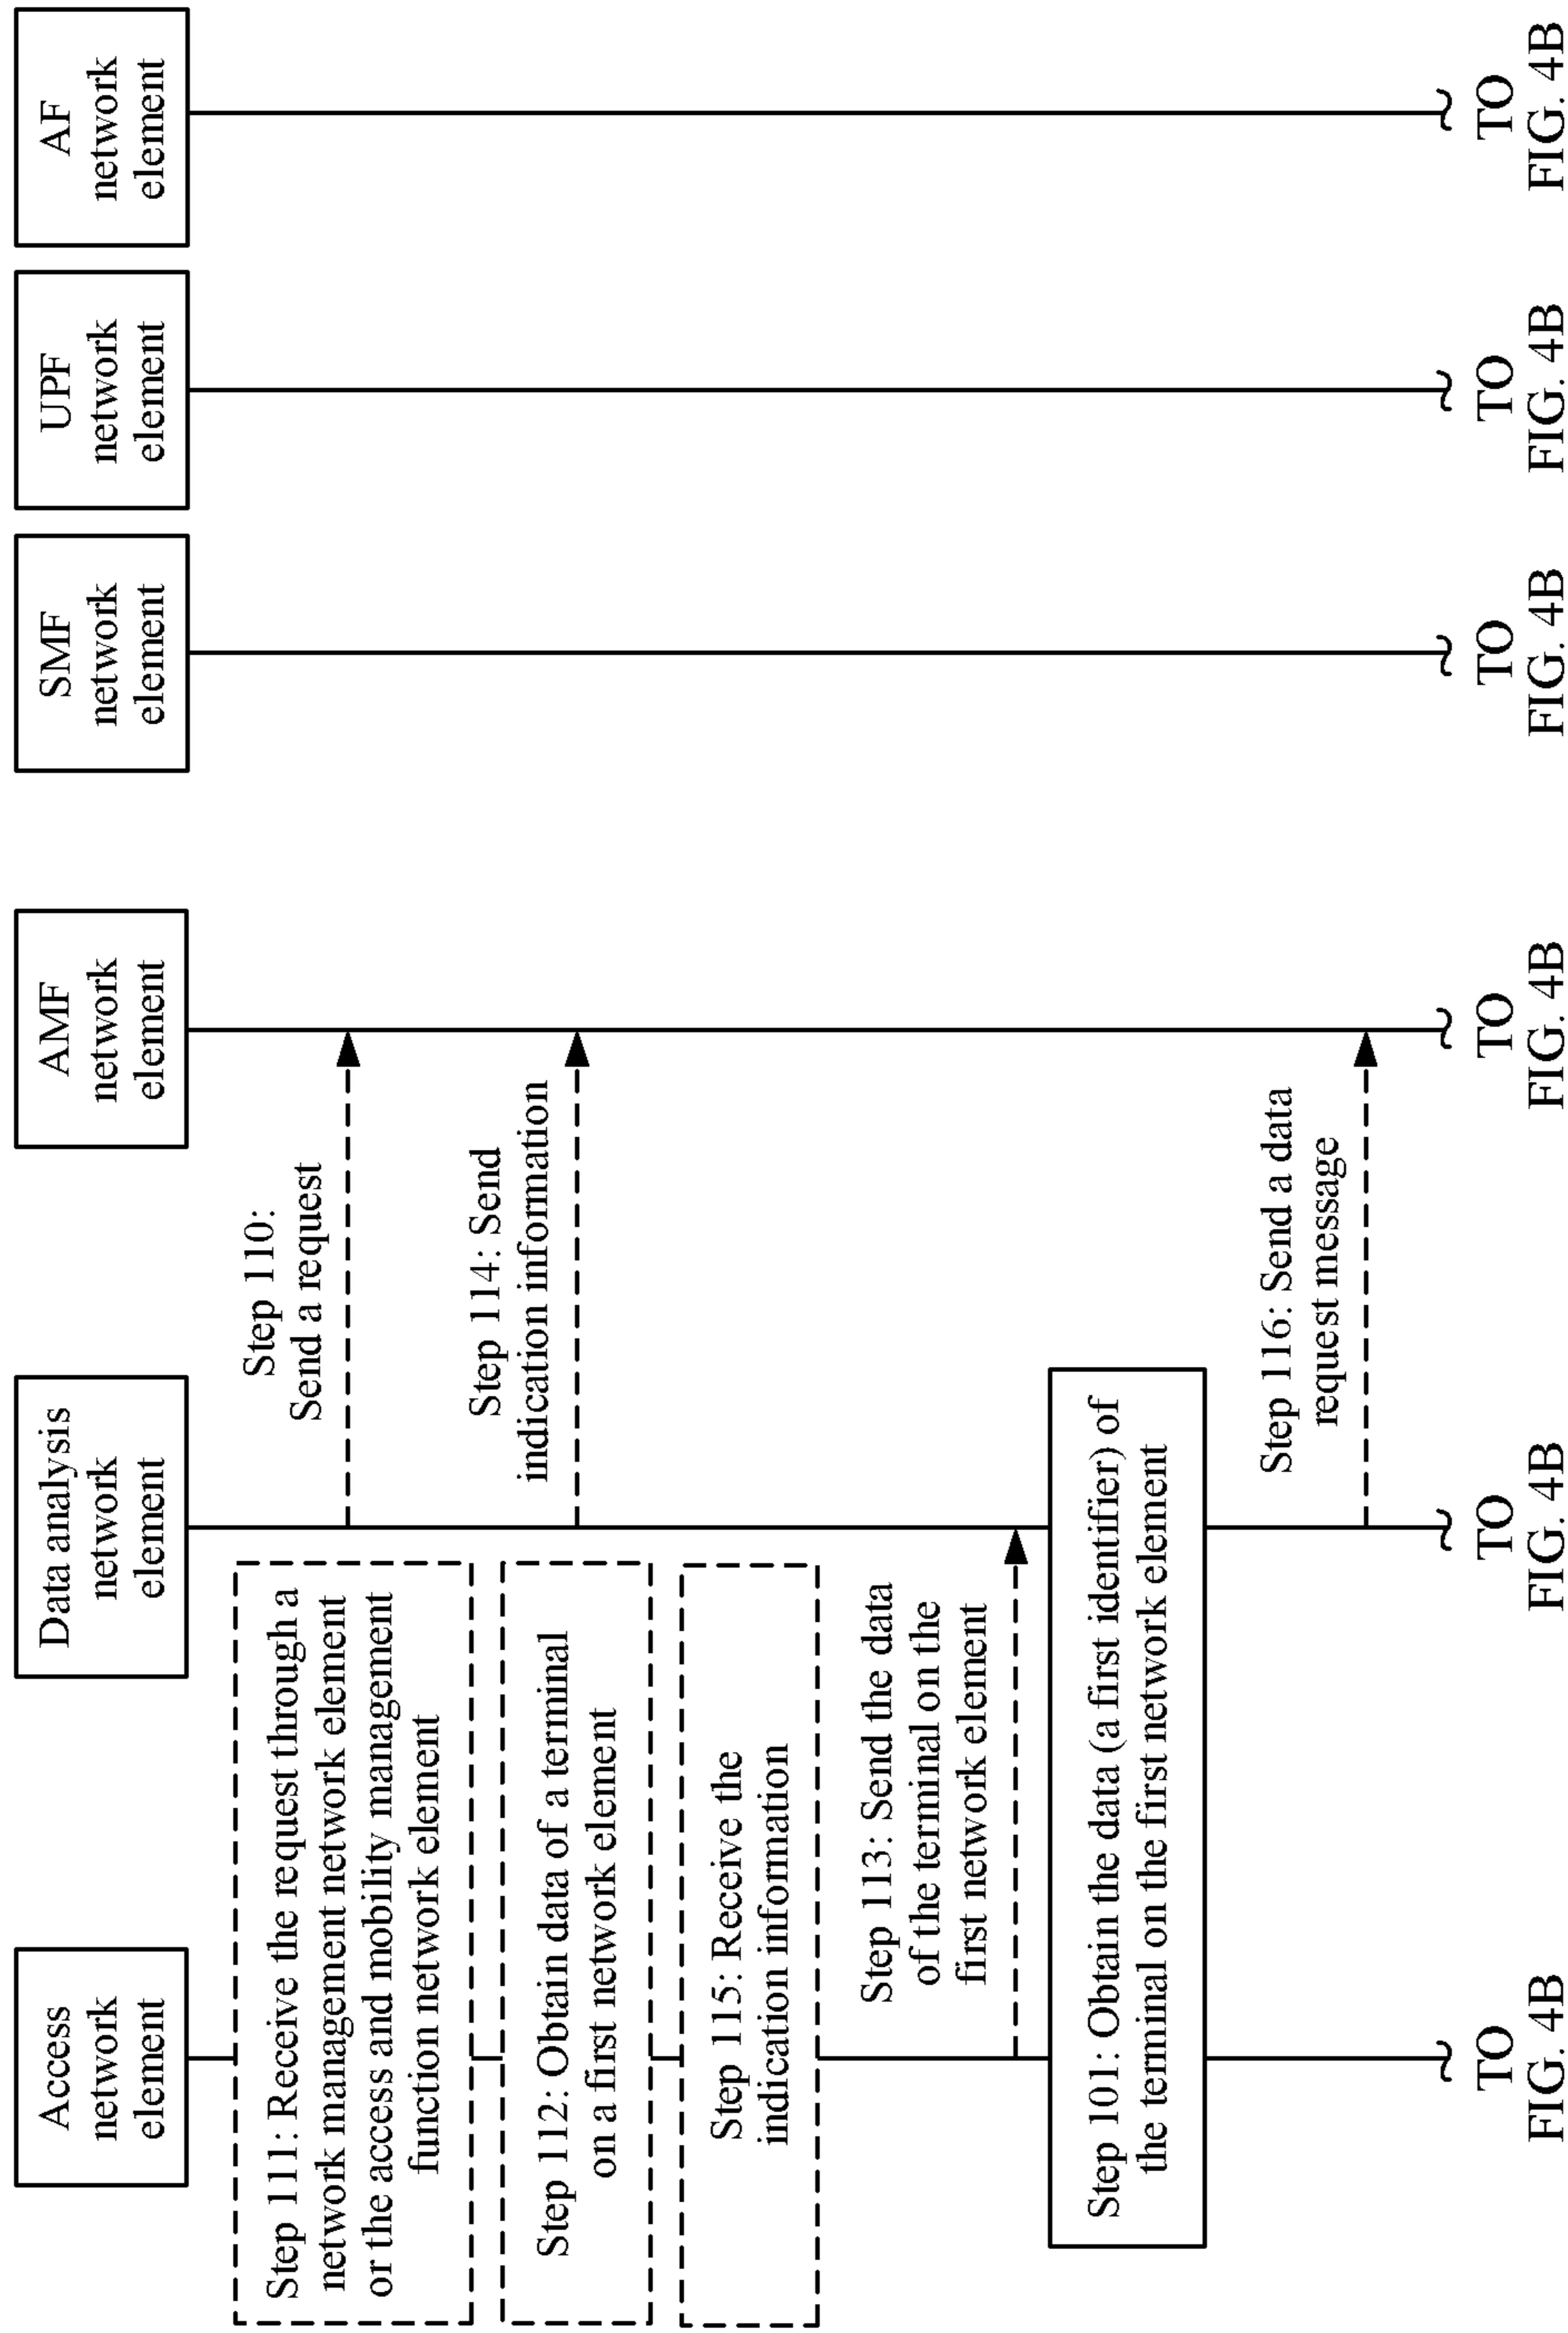 Access
network
element
Data analysis
network
element
AMF
network
element
SMF
network
element
UPF
network
element
AF
network
element
Step 110:
Send a request
Step 111: Receive the request through a
network management network element
or the access and mobility management
function network element
Step 114: Send
indication information
Step 112: Obtain data of a terminal
on a first network element
Step 115: Receive the
indication information
Step 113: Send the data
of the terminal on the
first network element
Step 101: Obtain the data (a first identifier) of
the terminal on the first network element
Step 116: Send a data
request message
TO
FIG. 4B
TO
FIG. 4B
TO
FIG. 4B
TO
FIG. 4B
TO
FIG. 4B
TO
FIG. 4B